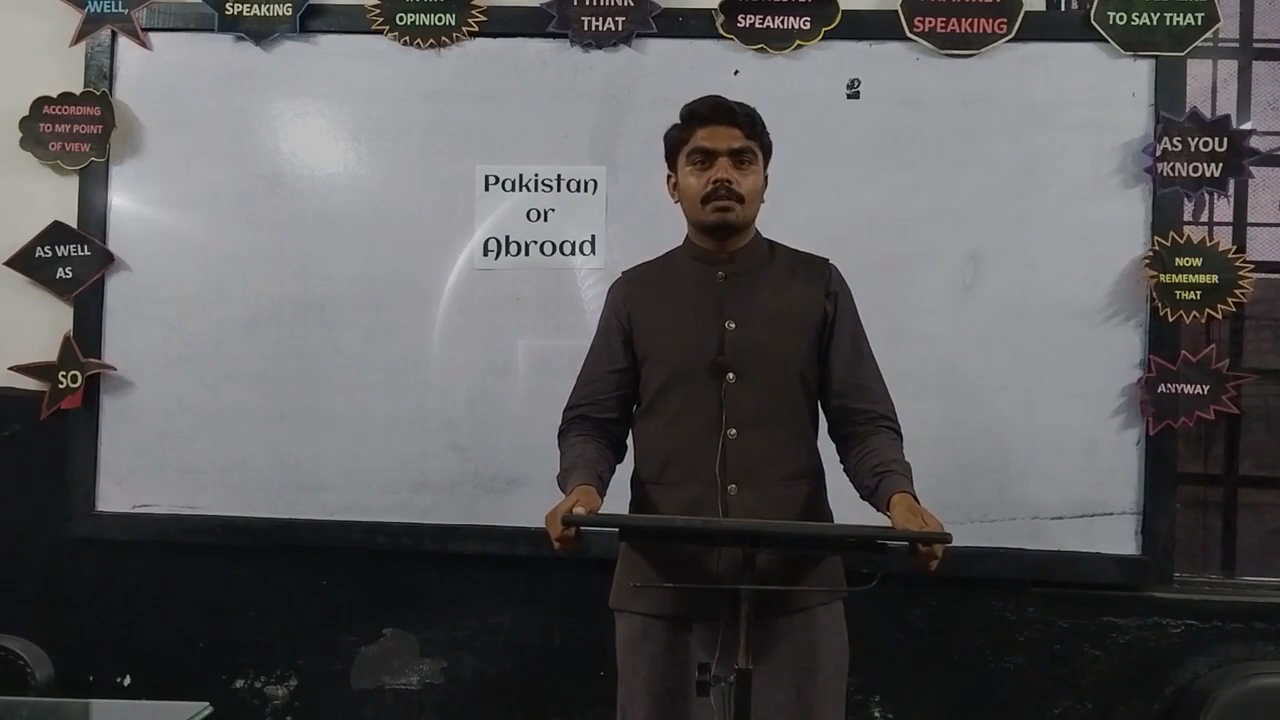 WELL,
SPEAKING
OPINION
I THINK
THAT
SPEAKING
SPEAKING
TO SAY THAT
ACCORDING
TO MY POINT
OF VIEW
AS WELL
AS
SO
Pakistan
or
Abroad
AS YOU
KNOW
NOW
REMEMBER
THAT
ANYWAY